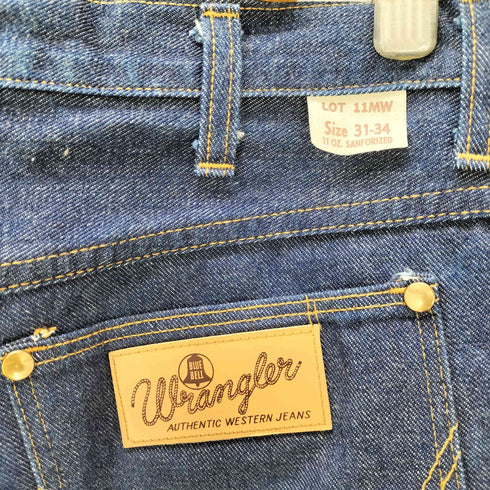 LOT 11MW
Size 31-34
11 OZ. SANFORIZED
BLUE
BELL
Wrangler
AUTHENTIC WESTERN JEANS